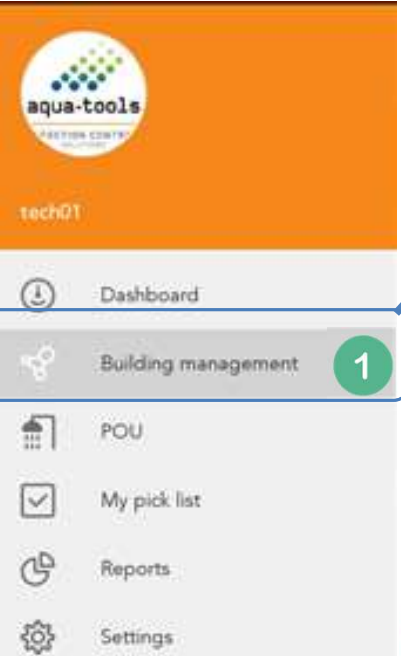 aqua-tools
tech01
Dashboard
Building management
1
POU
My pick list
Reports
Settings